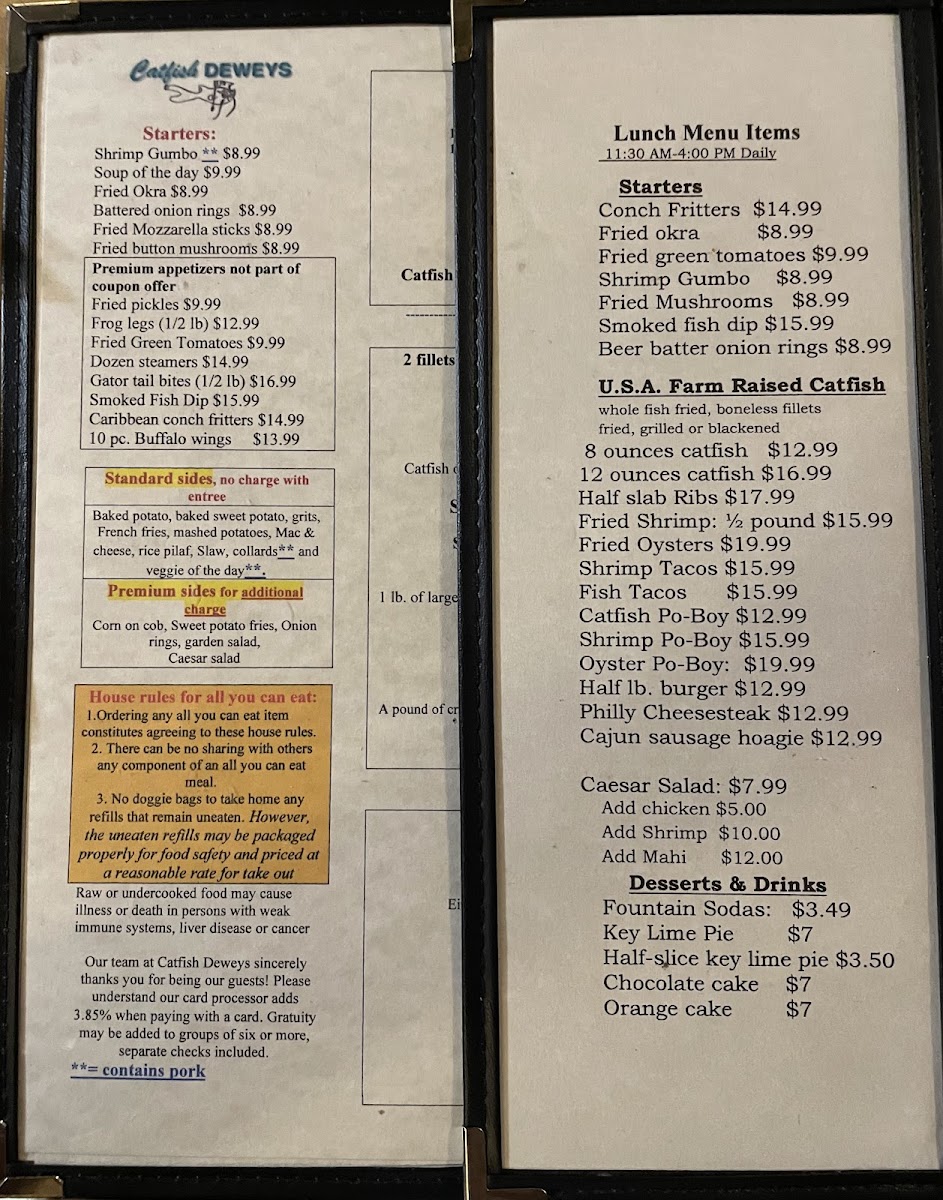 Catfish DEWEYS
Starters:
Shrimp Gumbo ** $8.99
Soup of the day $9.99
Fried Okra $8.99
Battered onion rings $8.99
Fried Mozzarella sticks $8.99
Fried button mushrooms $8.99
Premium appetizers not part of
coupon offer
Fried pickles $9.99
Frog legs (1/2 lb) $12.99
Fried Green Tomatoes $9.99
Dozen steamers $14.99
Gator tail bites (1/2 lb) $16.99
Smoked Fish Dip $15.99
Caribbean conch fritters $14.99
10 pc. Buffalo wings $13.99
Standard sides, no charge with
entree
Baked potato, baked sweet potato, grits,
French fries, mashed potatoes, Mac &
cheese, rice pilaf, Slaw, collards** and
veggie of the day**.
Premium sides for additional
charge
Corn on cob, Sweet potato fries, Onion
rings, garden salad,
Caesar salad
House rules for all you can eat:
1.Ordering any all you can eat item
constitutes agreeing to these house rules.
2. There can be no sharing with others
any component of an all you can eat
meal.
3. No doggie bags to take home any
refills that remain uneaten. However,
the uneaten refills may be packaged
properly for food safety and priced at
a reasonable rate for take out
Raw or undercooked food may cause
illness or death in persons with weak
immune systems, liver disease or cancer
Our team at Catfish Deweys sincerely
thanks you for being our guests! Please
understand our card processor adds
3.85% when paying with a card. Gratuity
may be added to groups of six or more,
separate checks included.
**= contains pork
Catfish
2 fillets
Catfish
1 lb. of large
A pound of
Lunch Menu Items
11:30 AM-4:00 PM Daily
Starters
Conch Fritters $14.99
Fried okra $8.99
Fried green tomatoes $9.99
Shrimp Gumbo $8.99
Fried Mushrooms $8.99
Smoked fish dip $15.99
Beer batter onion rings $8.99
U.S.A. Farm Raised Catfish
whole fish fried, boneless fillets
fried, grilled or blackened
8 ounces catfish $12.99
12 ounces catfish $16.99
Half slab Ribs $17.99
Fried Shrimp: ½ pound $15.99
Fried Oysters $19.99
Shrimp Tacos $15.99
Fish Tacos $15.99
Catfish Po-Boy $12.99
Shrimp Po-Boy $15.99
Oyster Po-Boy: $19.99
Half lb. burger $12.99
Philly Cheesesteak $12.99
Cajun sausage hoagie $12.99
Caesar Salad: $7.99
Add chicken $5.00
Add Shrimp $10.00
Add Mahi $12.00
Desserts & Drinks
Fountain Sodas: $3.49
Key Lime Pie $7
Half-slice key lime pie $3.50
Chocolate cake $7
Orange cake $7